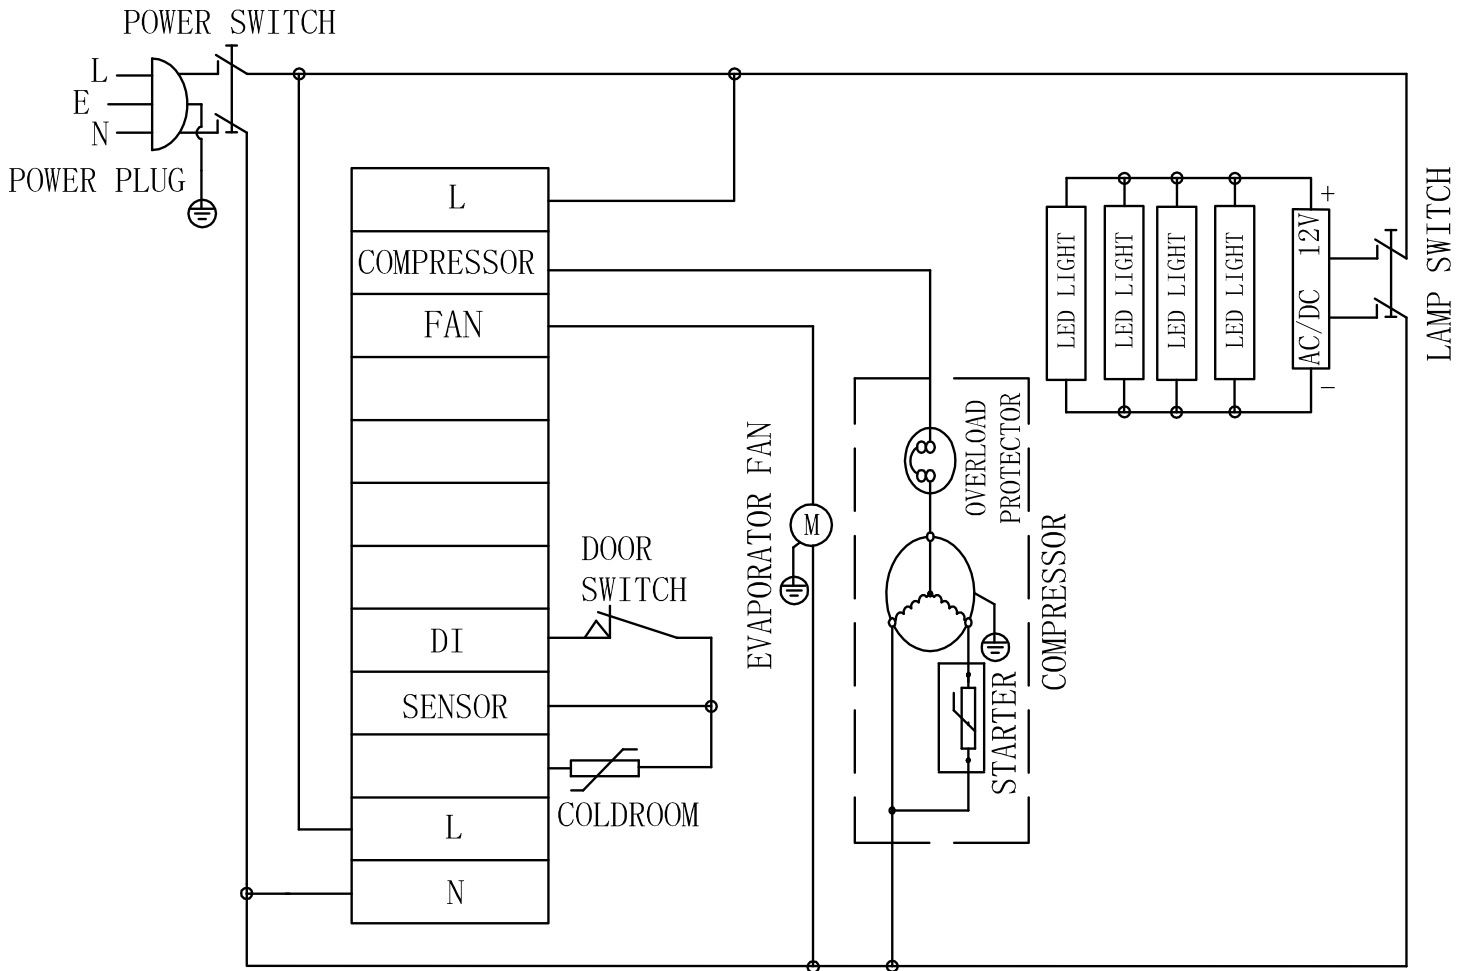 POWER SWITCH
L
E
N
POWER PLUG
L
COMPRESSOR
FAN
DI
SENSOR
L
N
DOOR
SWITCH
COLDROOM
EVAPORATOR FAN
M
OVERLOAD
PROTECTOR
COMPRESSOR
STARTER
LED LIGHT
LED LIGHT
LED LIGHT
LED LIGHT
AC/DC 12V
+
-
LAMP SWITCH